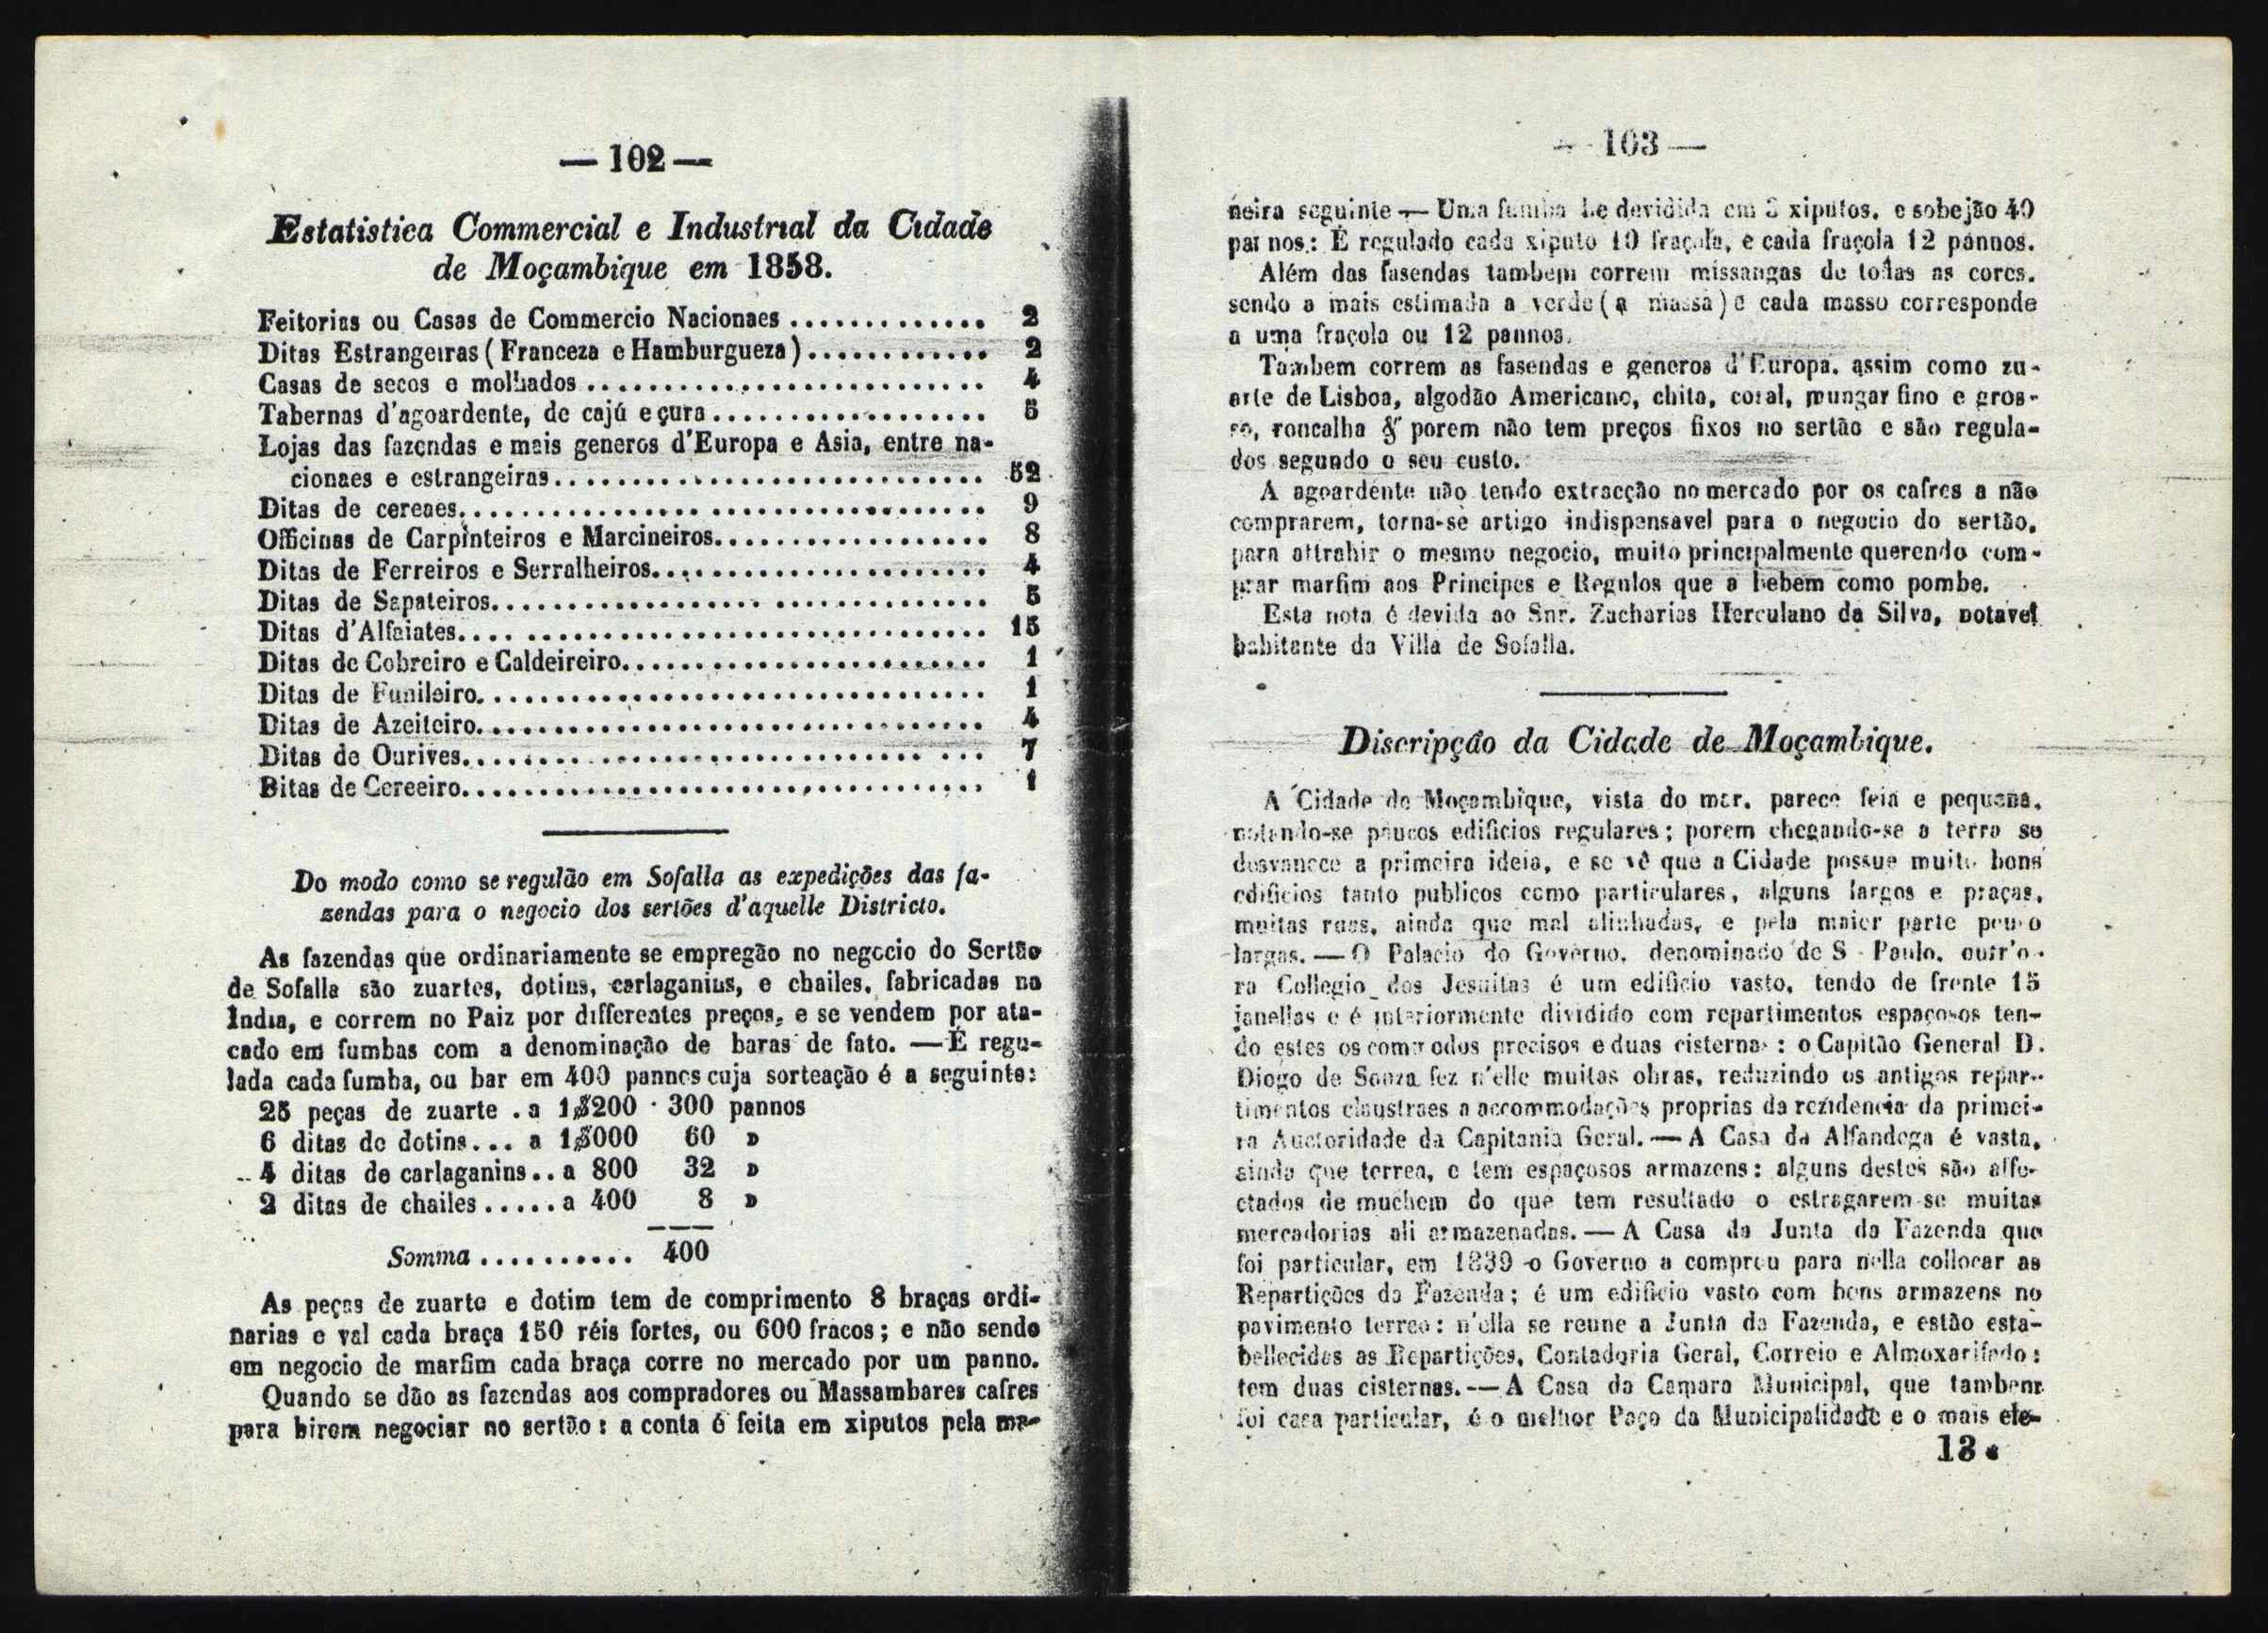 — 102 —
Estatistica Commercial e Industrial da Cidade
de Moçambique em 1858.
Feitorias ou Casas de Commercio Nacionaes ............. 2
Ditas Estrangeiras (Franceza e Hamburgueza) ............ 2
Casas de secos e molhados .......................... 4
Tabernas d'agoardente, de cajú e çura .................. 5
Lojas das fazendas e mais generos d'Europa e Asia, entre na-
cionaes e estrangeiras ............................ 52
Ditas de cereaes .................................. 9
Officinas de Carpinteiros e Marcineiros .................. 8
Ditas de Ferreiros e Serralheiros ...................... 4
Ditas de Sapateiros ................................ 5
Ditas d'Alfaiates .................................. 15
Ditas de Cobreiro e Caldeireiro ........................ 1
Ditas de Funileiro ................................. 1
Ditas de Azeiteiro ................................. 4
Ditas de Ourives .................................. 7
Ditas de Cereeiro .................................. 1
Do modo como se regulão em Sofalla as expedições das fa-
zendas para o negocio dos sertões d'aquelle Districto.
As fazendas que ordinariamente se empregão no negocio do Sertão
de Sofalla são zuartes, dotins, carlaganins, e chailes, fabricadas na
India, e correm no Paiz por differentes preços, e se vendem por ata-
cado em fumbas com a denominação de baras de fato. — É regu-
lada cada fumba, ou bar em 400 pannos cuja sorteação é a seguinte:
25 peças de zuarte . a 1$200 300 pannos
6 ditas de dotins... a 1$000 60 »
4 ditas de carlaganins.. a 800 32 »
2 ditas de chailes ..... a 400 8 »
Somma .......... 400
As peças de zuarte e dotim tem de comprimento 8 braças ordi-
narias e val cada braça 150 réis fortes, ou 600 fracos; e não sendo
em negocio de marfim cada braça corre no mercado por um panno.
Quando se dão as fazendas aos compradores ou Massambares cafres
para hirem negociar no sertão: a conta é feita em xiputos pela ma-
— 103 —
neira seguinte — Uma fumba he devidida em 3 xiputos, e sobejão 40
pannos: É regulado cada xiputo 10 fraçola, e cada fraçola 12 pannos.
Além das fasendas tambem correm missangas de todas as cores,
sendo a mais estimada a verde (a massa) e cada masso corresponde
a uma fraçola ou 12 pannos.
Tambem correm as fasendas e generos d'Europa, assim como zu-
arte de Lisboa, algodão Americano, chita, coral, mungar fino e gros-
so, roncalha &ª porem não tem preços fixos no sertão e são regula-
dos segundo o seu custo.
A agoardente não tendo extracção no mercado por os cafres a não
comprarem, torna-se artigo indispensavel para o negocio do sertão,
para attrahir o mesmo negocio, muito principalmente querendo com-
prar marfim aos Principes e Regulos que a bebem como pombe.
Esta nota é devida ao Snr. Zacharias Herculano da Silva, notavel
habitante da Villa de Sofalla.
Discripção da Cidade de Moçambique.
A Cidade de Moçambique, vista do mar, parece feia e pequena,
notando-se poucos edificios regulares; porem chegando-se a terra se
desvanece a primeira ideia, e se vê que a Cidade possue muito bons
edificios tanto publicos como particulares, alguns largos e praças,
muitas ruas, ainda que mal alinhadas, e pela maior parte pouco
largas. — O Palacio do Governo, denominado de S. Paulo, outr'o-
ra Collegio dos Jesuitas é um edificio vasto, tendo de frente 15
janellas e é interiormente dividido com repartimentos espaçosos ten-
do estes os commodos precisos e duas cisternas: o Capitão General D.
Diogo de Souza fez n'elle muitas obras, reduzindo os antigos repar-
timentos claustraes a accommodações proprias da rezidencia da primei-
ra Auctoridade da Capitania Geral. — A Casa da Alfandega é vasta,
ainda que terrea, e tem espaçosos armazens: alguns destes são affe-
ctados de muchem do que tem resultado o estragarem-se muitas
mercadorias ali armazenadas. — A Casa da Junta da Fazenda que
foi particular, em 1839 o Governo a comprou para nella collocar as
Repartições da Fazenda; é um edificio vasto com bons armazens no
pavimento terreo: n'ella se reune a Junta da Fazenda, e estão esta-
bellecidas as Repartições, Contadoria Geral, Correio e Almoxarifado:
tem duas cisternas. — A Casa da Camara Municipal, que tambem
foi casa particular, é o melhor Paço da Municipalidade e o mais ele-
13 *